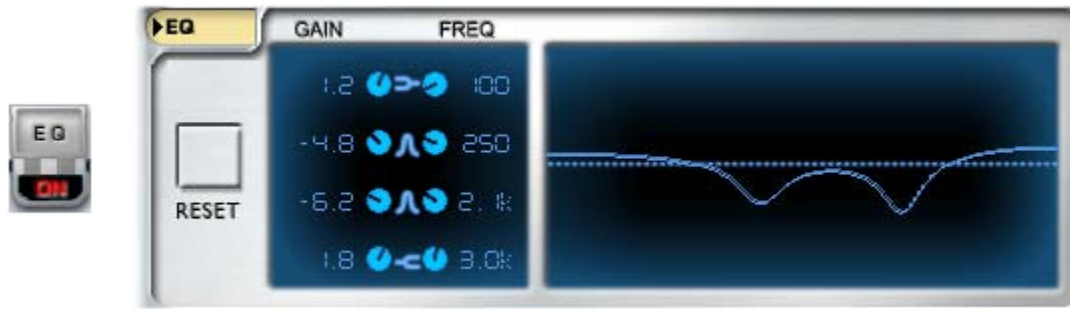 EQ
GAIN FREQ
1.2 100
EQ
-4.8 250
ON
RESET
-6.2 2.1k
1.8 3.0k